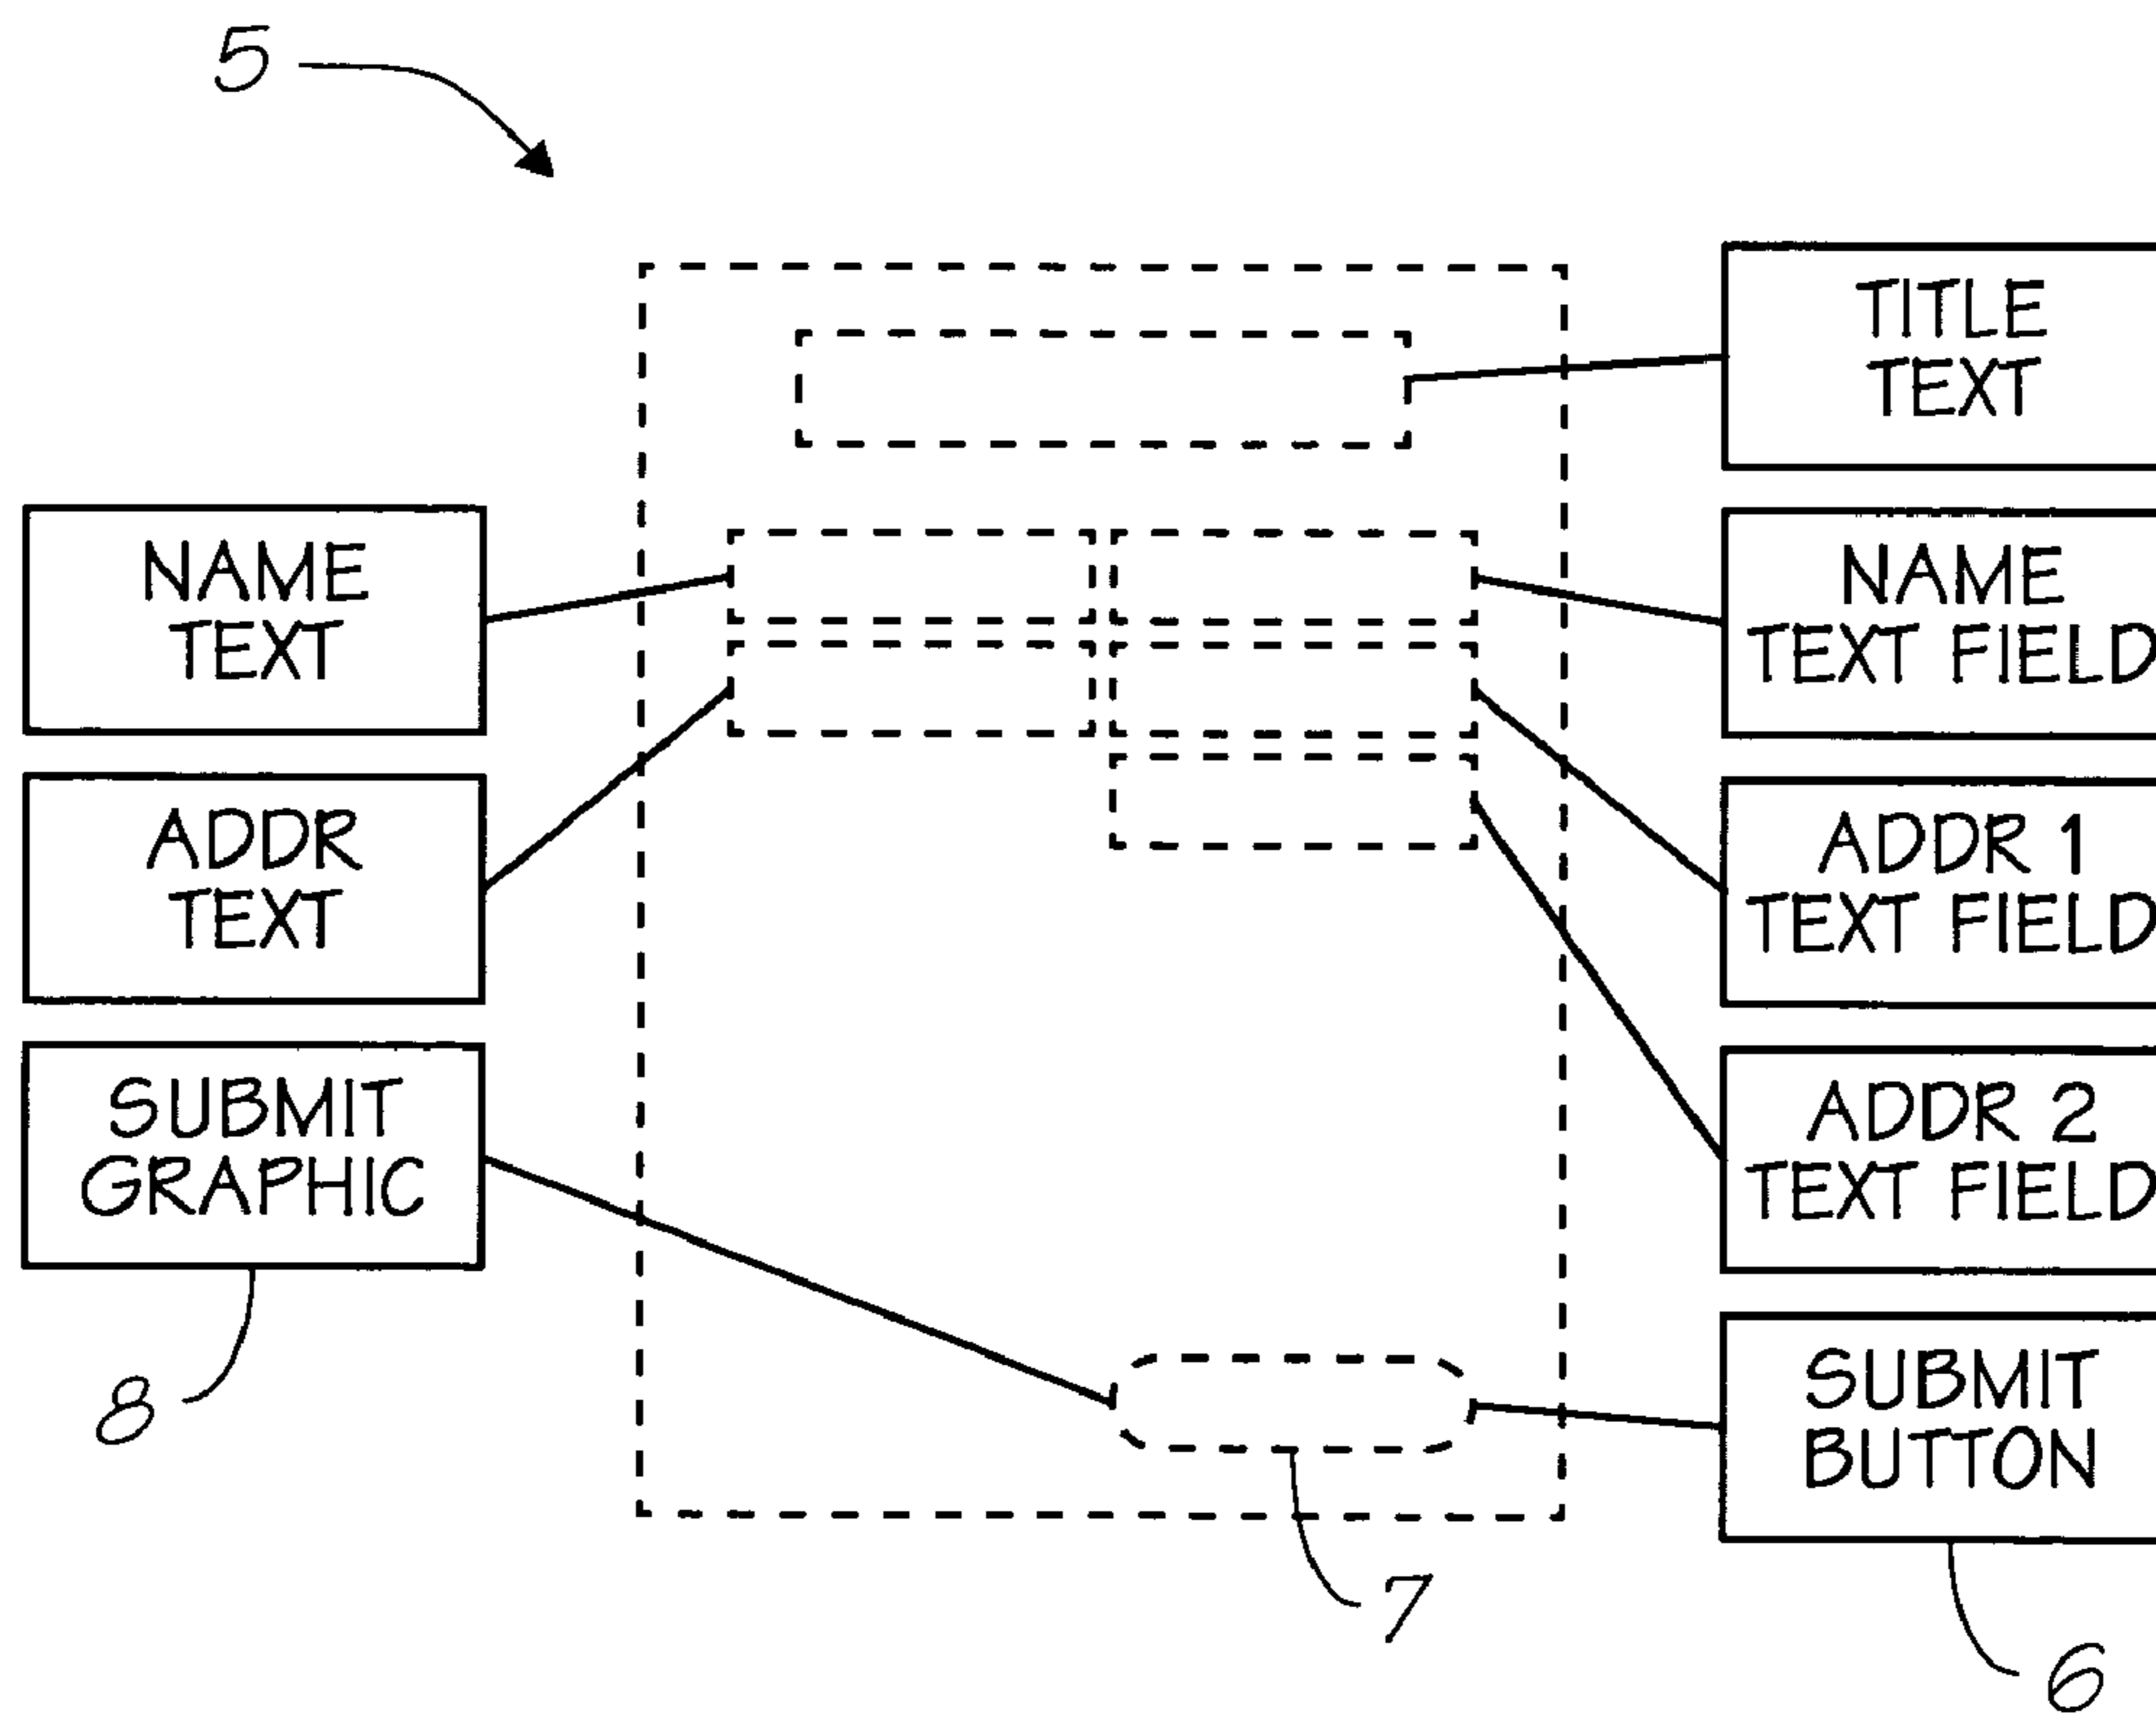 5
TITLE
TEXT
NAME
TEXT
NAME
TEXT FIELD
ADDR
TEXT
ADDR 1
TEXT FIELD
SUBMIT
GRAPHIC
ADDR 2
TEXT FIELD
8
SUBMIT
BUTTON
7
6